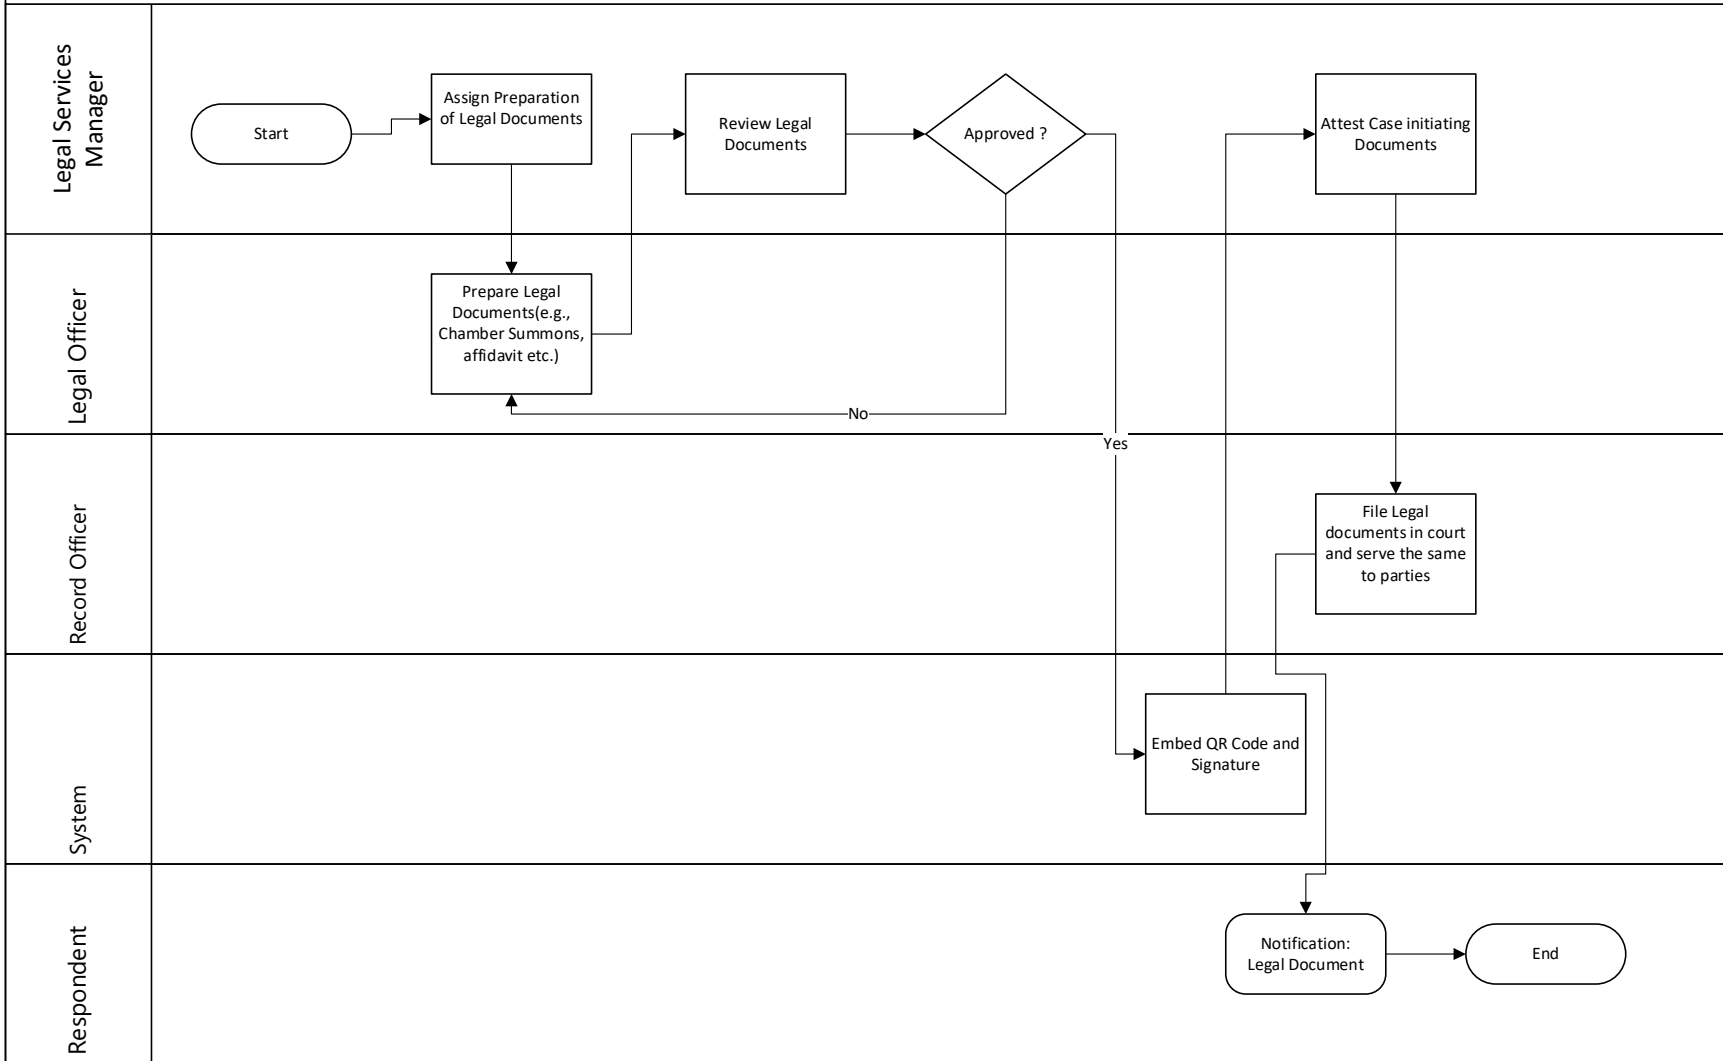 Legal Services
Manager
Start
Assign Preparation
of Legal Documents
Review Legal
Documents
Approved ?
Attest Case initiating
Documents
Legal Officer
Prepare Legal
Documents(e.g.,
Chamber Summons,
affidavit etc.)
No
Yes
Record Officer
File Legal
documents in court
and serve the same
to parties
System
Embed QR Code and
Signature
Respondent
Notification:
Legal Document
End